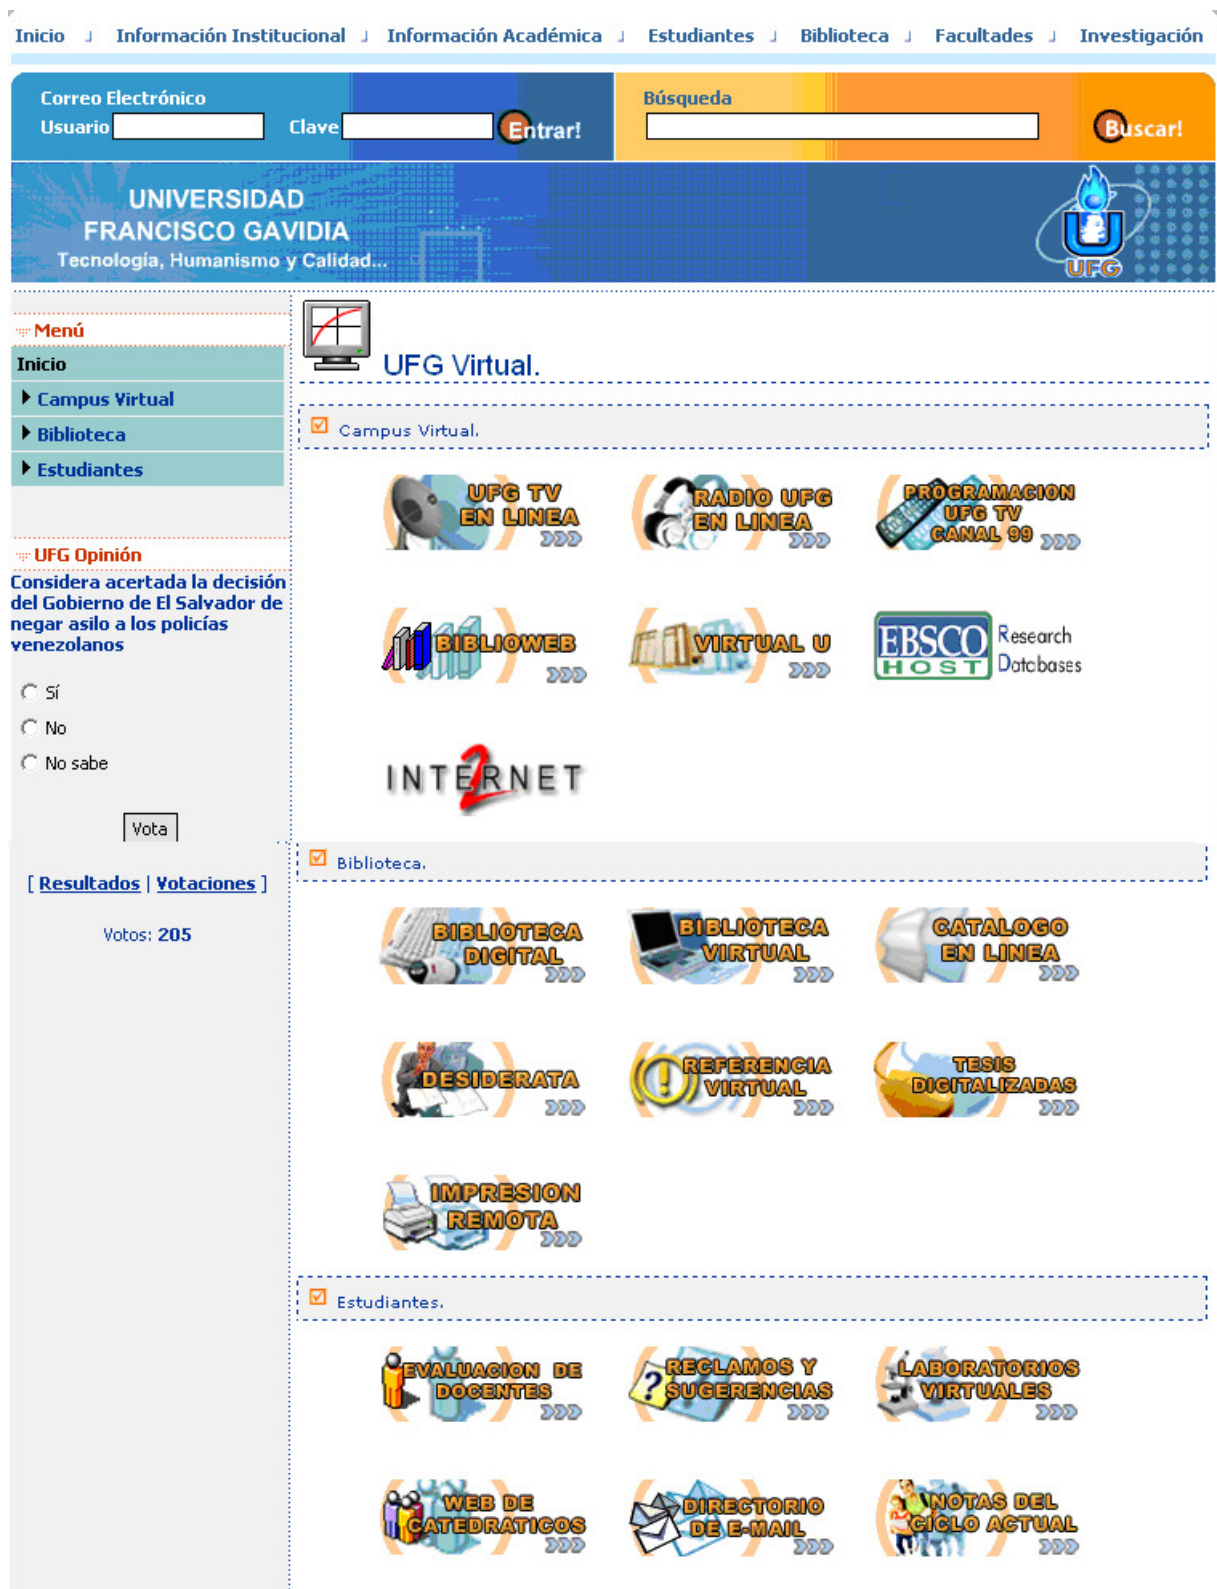 Inicio Información Institucional Información Académica Estudiantes Biblioteca Facultades Investigación
Correo Electrónico
Usuario Clave Entrar!
Búsqueda
Buscar!
UNIVERSIDAD
FRANCISCO GAVIDIA
Tecnología, Humanismo y Calidad...
UFG
Menú
Inicio
Campus Virtual
Biblioteca
Estudiantes
UFG Opinión
Considera acertada la decisión
del Gobierno de El Salvador de
negar asilo a los policías
venezolanos
Sí
No
No sabe
Vota
[ Resultados | Votaciones ]
Votos: 205
UFG Virtual.
Campus Virtual.
UFG TV
EN LINEA
RADIO UFG
EN LINEA
PROGRAMACION
UFG TV
CANAL 99
BIBLIOWEB
VIRTUAL U
EBSCO
HOST
Research
Databases
INTERNET
2
Biblioteca.
BIBLIOTECA
DIGITAL
BIBLIOTECA
VIRTUAL
CATALOGO
EN LINEA
DESIDERATA
REFERENCIA
VIRTUAL
TESIS
DIGITALIZADAS
IMPRESION
REMOTA
Estudiantes.
EVALUACION DE
DOCENTES
RECLAMOS Y
SUGERENCIAS
LABORATORIOS
VIRTUALES
WEB DE
CATEDRATICOS
DIRECTORIO
DE E-MAIL
NOTAS DEL
CICLO ACTUAL